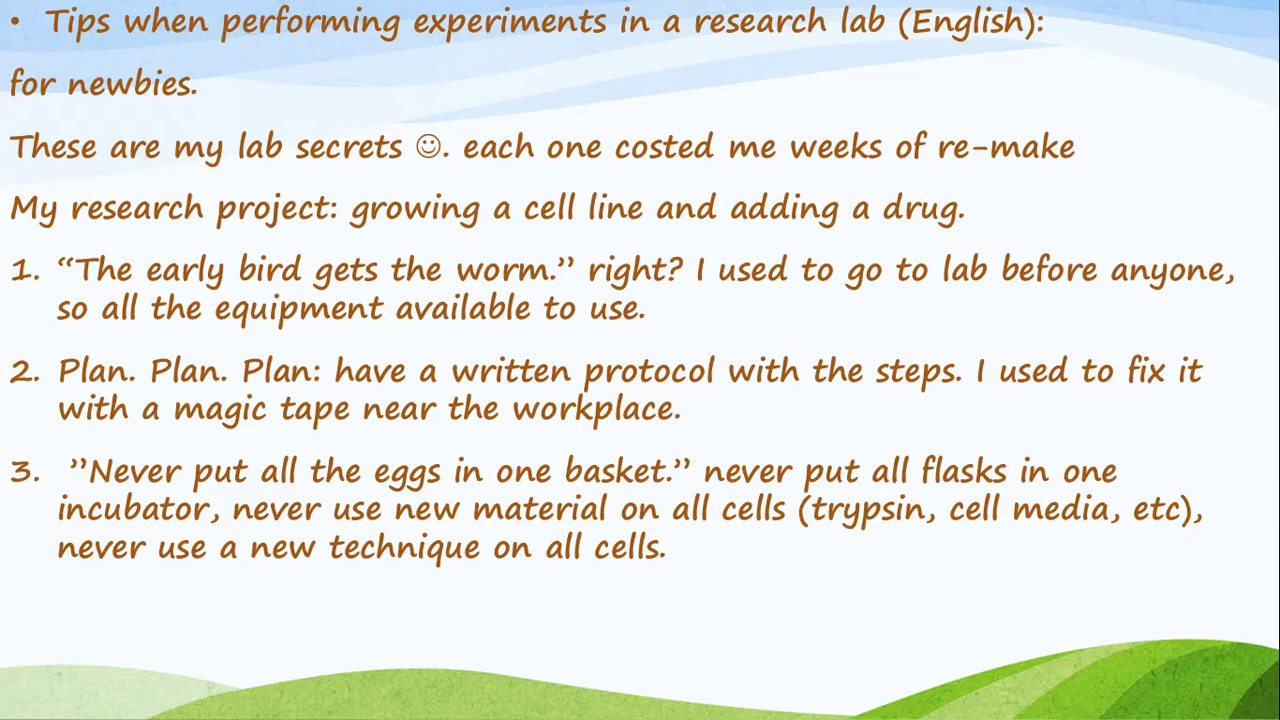 • Tips when performing experiments in a research lab (English):
for newbies.
These are my lab secrets ☺. each one costed me weeks of re-make
My research project: growing a cell line and adding a drug.
1. “The early bird gets the worm.” right? I used to go to lab before anyone,
so all the equipment available to use.
2. Plan. Plan. Plan: have a written protocol with the steps. I used to fix it
with a magic tape near the workplace.
3. ”Never put all the eggs in one basket.” never put all flasks in one
incubator, never use new material on all cells (trypsin, cell media, etc),
never use a new technique on all cells.